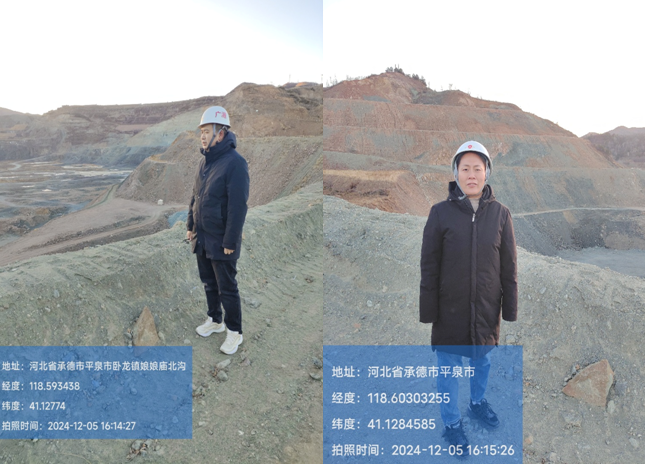 地址：河北省承德市平泉市卧龙镇娘娘庙北沟
经度：118.593438
纬度：41.12774
拍照时间：2024-12-05 16:14:27
地址：河北省承德市平泉市
经度：118.60303255
纬度：41.1284585
拍照时间：2024-12-05 16:15:26